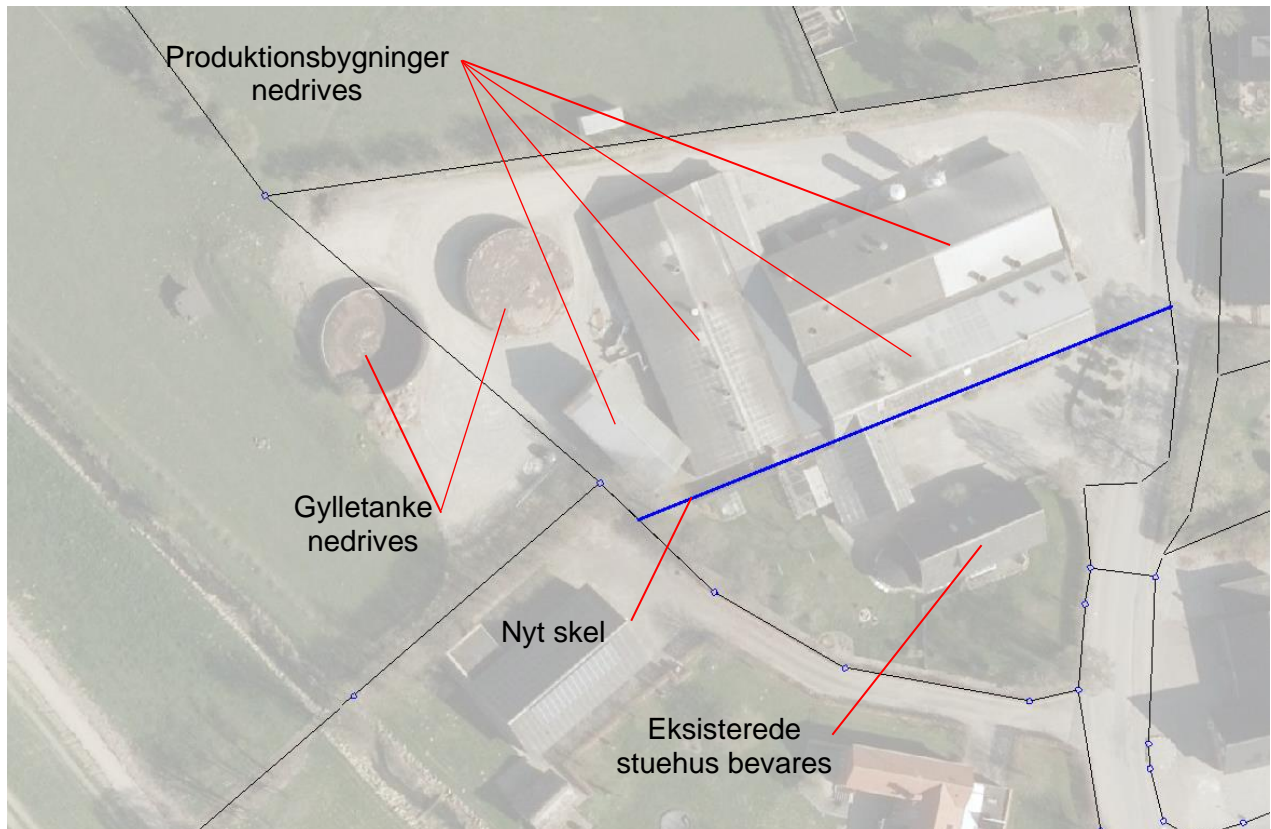 Produktionsbygninger
nedrives
Gylletanke
nedrives
Nyt skel
Eksisterede
stuehus bevares